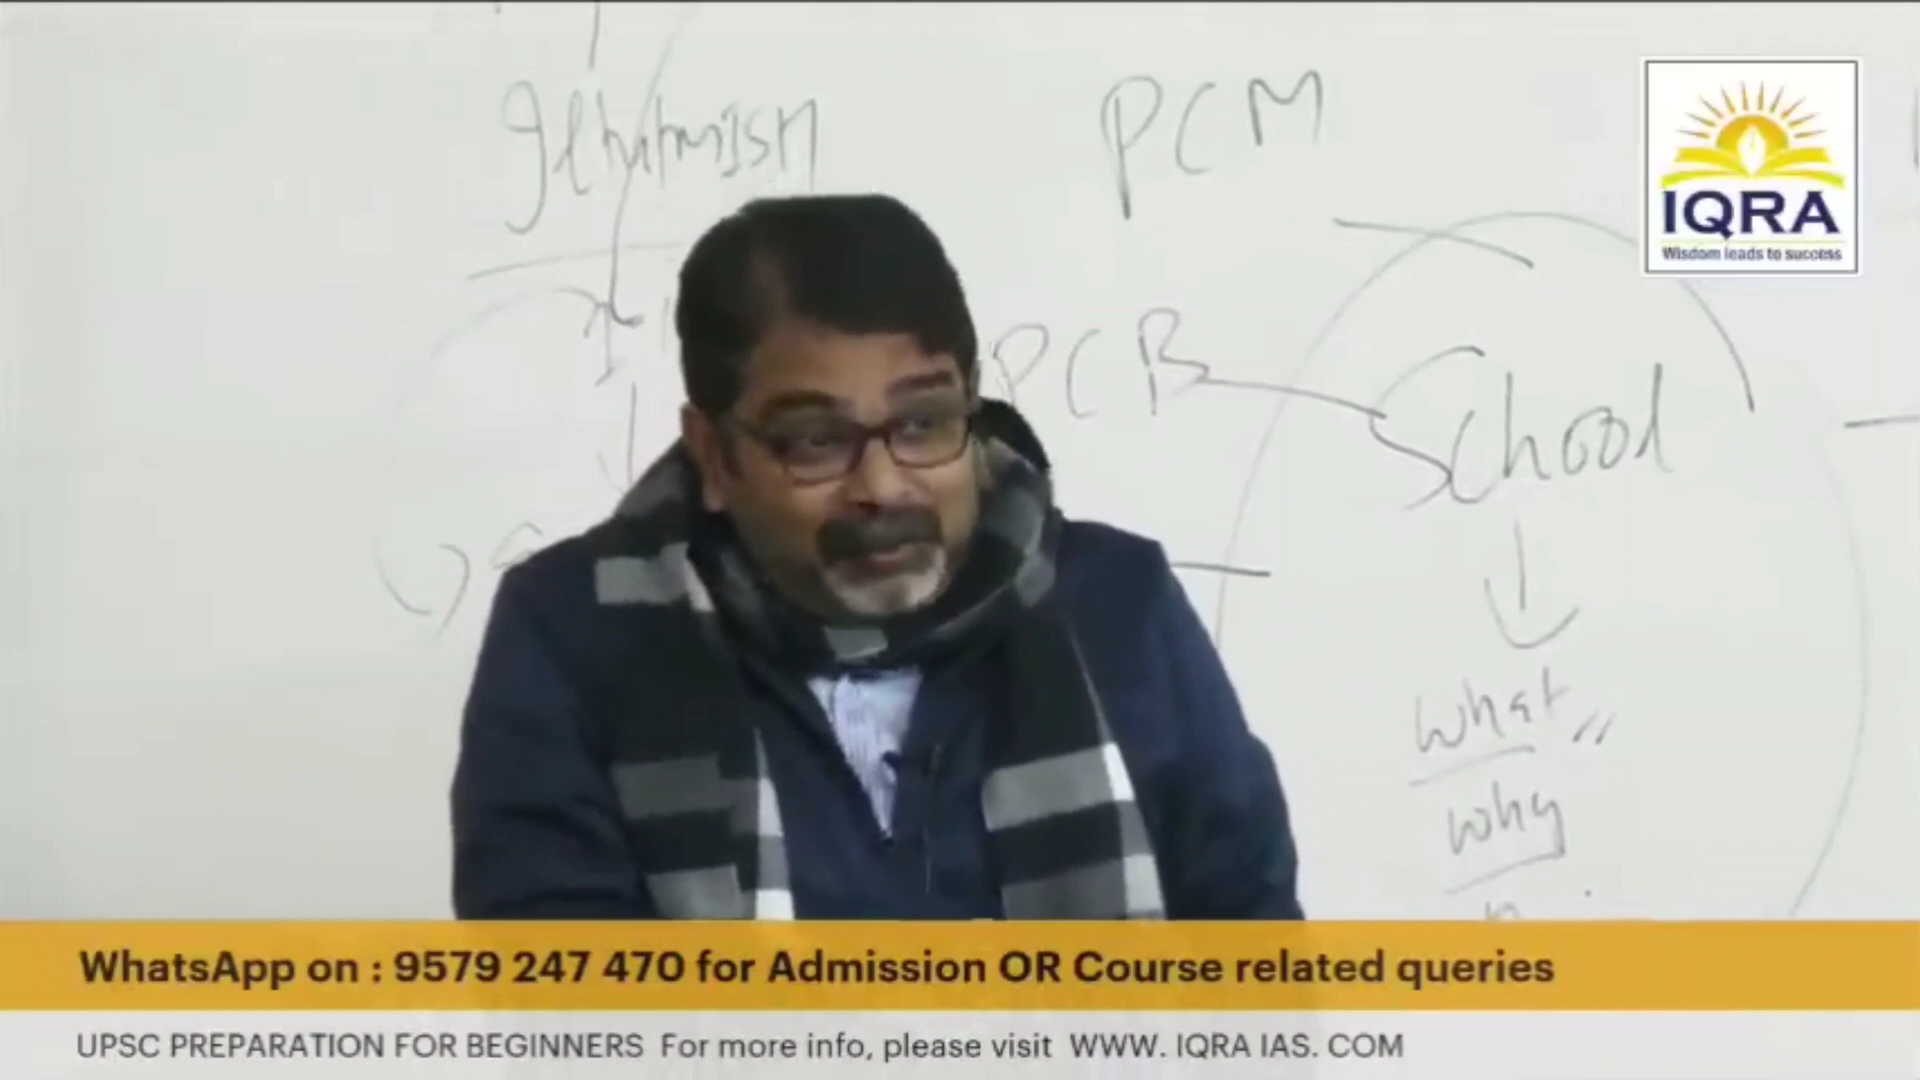 PCM
IQRA
Wisdom leads to success
PCB
School
what
why
WhatsApp on : 9579 247 470 for Admission OR Course related queries
UPSC PREPARATION FOR BEGINNERS For more info, please visit WWW. IQRA IAS. COM